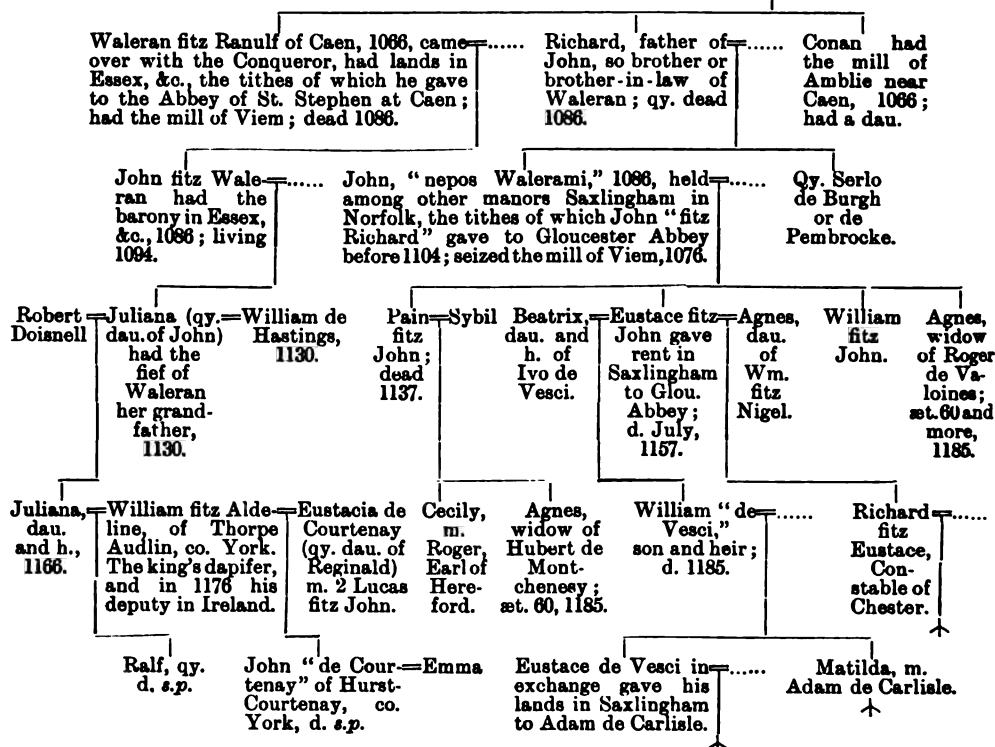 Waleran fitz Ranulf of Caen, 1066, came=......
over with the Conqueror, had lands in
Essex, &c., the tithes of which he gave
to the Abbey of St. Stephen at Caen;
had the mill of Viem; dead 1086.
Richard, father of=......
John, so brother or
brother-in-law of
Waleran; qy. dead
1086.
Conan had
the mill of
Amblie near
Caen, 1066;
had a dau.
John fitz Wale-=......
ran had the
barony in Essex,
&c., 1086; living
1094.
John, "nepos Walerami," 1086, held=......
among other manors Saxlingham in
Norfolk, the tithes of which John "fitz
Richard" gave to Gloucester Abbey
before 1104; seized the mill of Viem, 1076.
Qy. Serlo
de Burgh
or de
Pembrocke.
Robert=
Doisnell
Juliana (qy.=
dau. of John)
had the
fief of
Waleran
her grand-
father,
1130.
William de
Hastings,
1130.
Pain=
fitz
John;
dead
1137.
Sybil
Beatrix,=
dau. and
h. of
Ivo de
Vesci.
Eustace fitz=
John gave
rent in
Saxlingham
to Glou.
Abbey;
d. July,
1157.
Agnes,
dau.
of
Wm.
fitz
Nigel.
William
fitz
John.
Agnes,
widow
of Roger
de Va-
loines;
æt. 60 and
more,
1185.
Juliana,=
dau.
and h.,
1166.
William fitz Alde-=
line, of Thorpe
Audlin, co. York.
The king's dapifer,
and in 1176 his
deputy in Ireland.
Eustacia de
Courtenay
(qy. dau. of
Reginald)
m. 2 Lucas
fitz John.
Cecily,
m.
Roger,
Earl of
Here-
ford.
Agnes,
widow of
Hubert de
Mont-
chenesy;
æt. 60, 1185.
William "de=......
Vesci,"
son and heir;
d. 1185.
Richard=......
fitz
Eustace,
Con-
stable of
Chester.
Ralf, qy.
d. s.p.
John "de Cour-=Emma
tenay" of Hurst-
Courtenay, co.
York, d. s.p.
Eustace de Vesci in=......
exchange gave his
lands in Saxlingham
to Adam de Carlisle.
Matilda, m.
Adam de Carlisle.